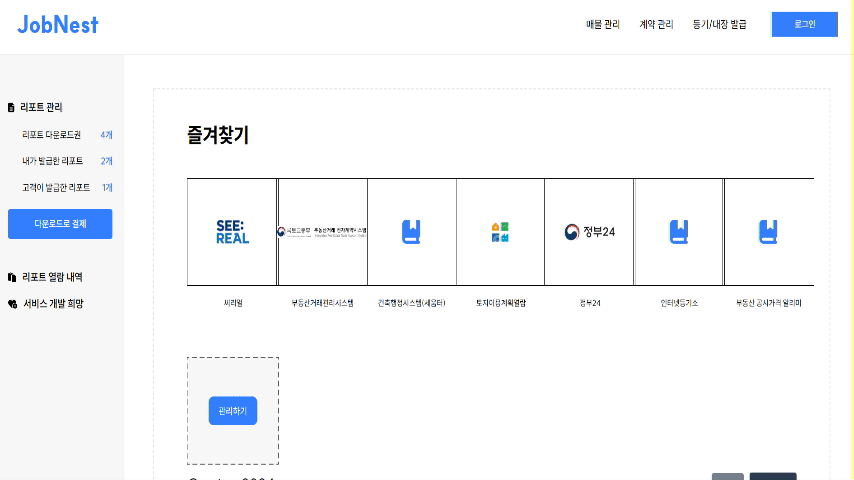 JobNest
매물 관리
계약 관리
등기/대장 발급
로그인
리포트 관리
리포트 다운로드권 4개
내가 발급한 리포트 2개
고객이 발급한 리포트 1개
다운로드로 결제
리포트 열람 내역
서비스 개발 희망
즐겨찾기
SEE:
REAL
국토교통부 부동산거래 전자계약시스템
정부24
씨리얼
부동산거래관리시스템
건축행정시스템(세움터)
토지이용계획열람
정부24
인터넷등기소
부동산 공시가격 알리미
관리하기